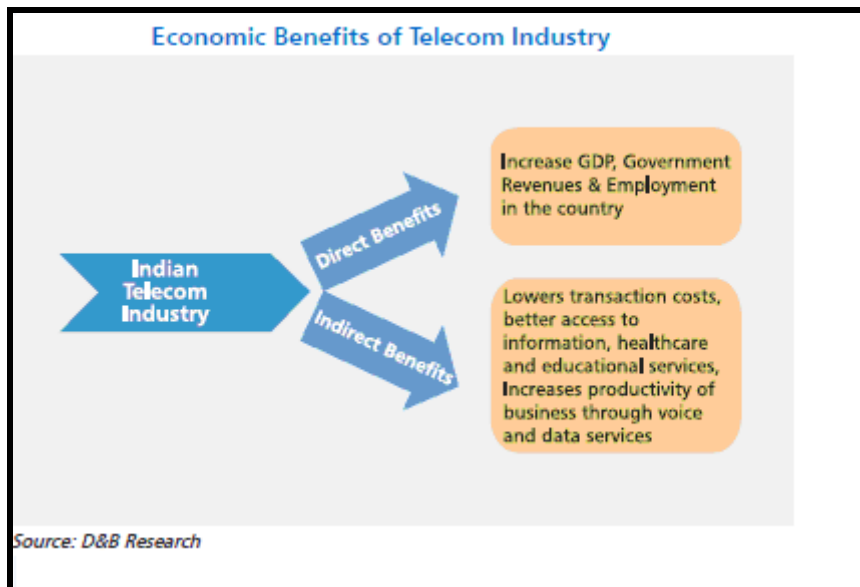 Economic Benefits of Telecom Industry
Indian
Telecom
Industry
Direct Benefits
Increase GDP, Government
Revenues & Employment
in the country
Indirect Benefits
Lowers transaction costs,
better access to
information, healthcare
and educational services,
Increases productivity of
business through voice
and data services
Source: D&B Research